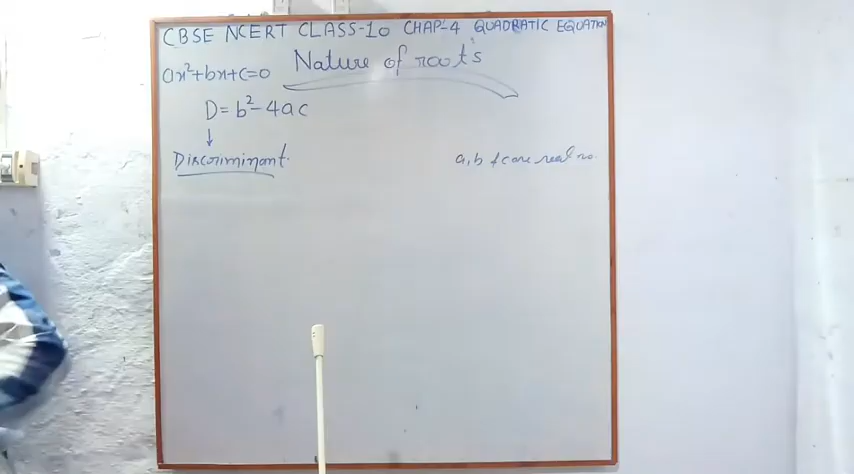 CBSE NCERT CLASS-10 CHAP-4 QUADRATIC EQUATION
Nature of root's
ax²+bx+c=0
D=b²-4ac
↓
Discriminant.
a,b & c are real no.